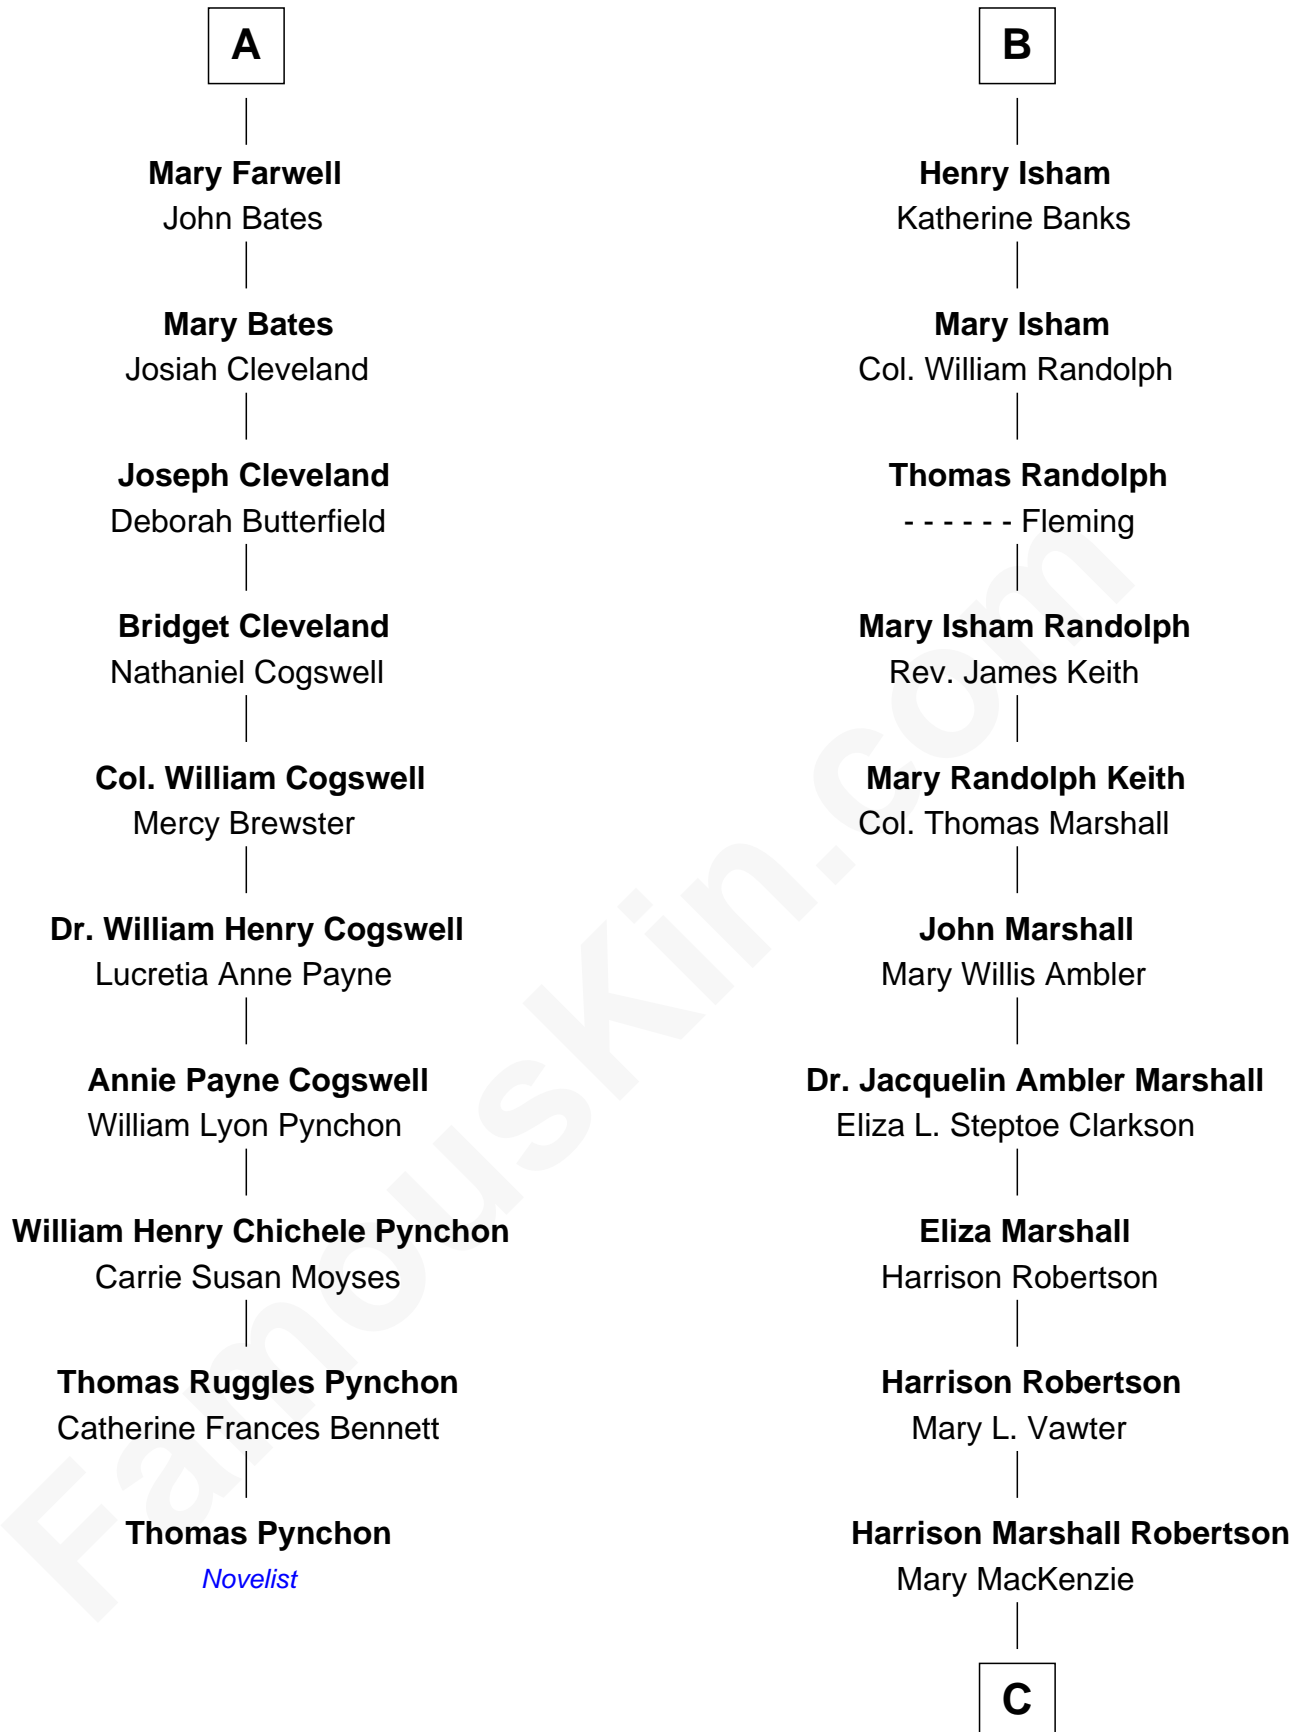 A
Mary Farwell
John Bates
Mary Bates
Josiah Cleveland
Joseph Cleveland
Deborah Butterfield
Bridget Cleveland
Nathaniel Cogswell
Col. William Cogswell
Mercy Brewster
Dr. William Henry Cogswell
Lucretia Anne Payne
Annie Payne Cogswell
William Lyon Pynchon
William Henry Chichele Pynchon
Carrie Susan Moyses
Thomas Ruggles Pynchon
Catherine Frances Bennett
Thomas Pynchon
Novelist
B
Henry Isham
Katherine Banks
Mary Isham
Col. William Randolph
Thomas Randolph
- - - - - - Fleming
Mary Isham Randolph
Rev. James Keith
Mary Randolph Keith
Col. Thomas Marshall
John Marshall
Mary Willis Ambler
Dr. Jacquelin Ambler Marshall
Eliza L. Steptoe Clarkson
Eliza Marshall
Harrison Robertson
Harrison Robertson
Mary L. Vawter
Harrison Marshall Robertson
Mary MacKenzie
C
FamousKin.com